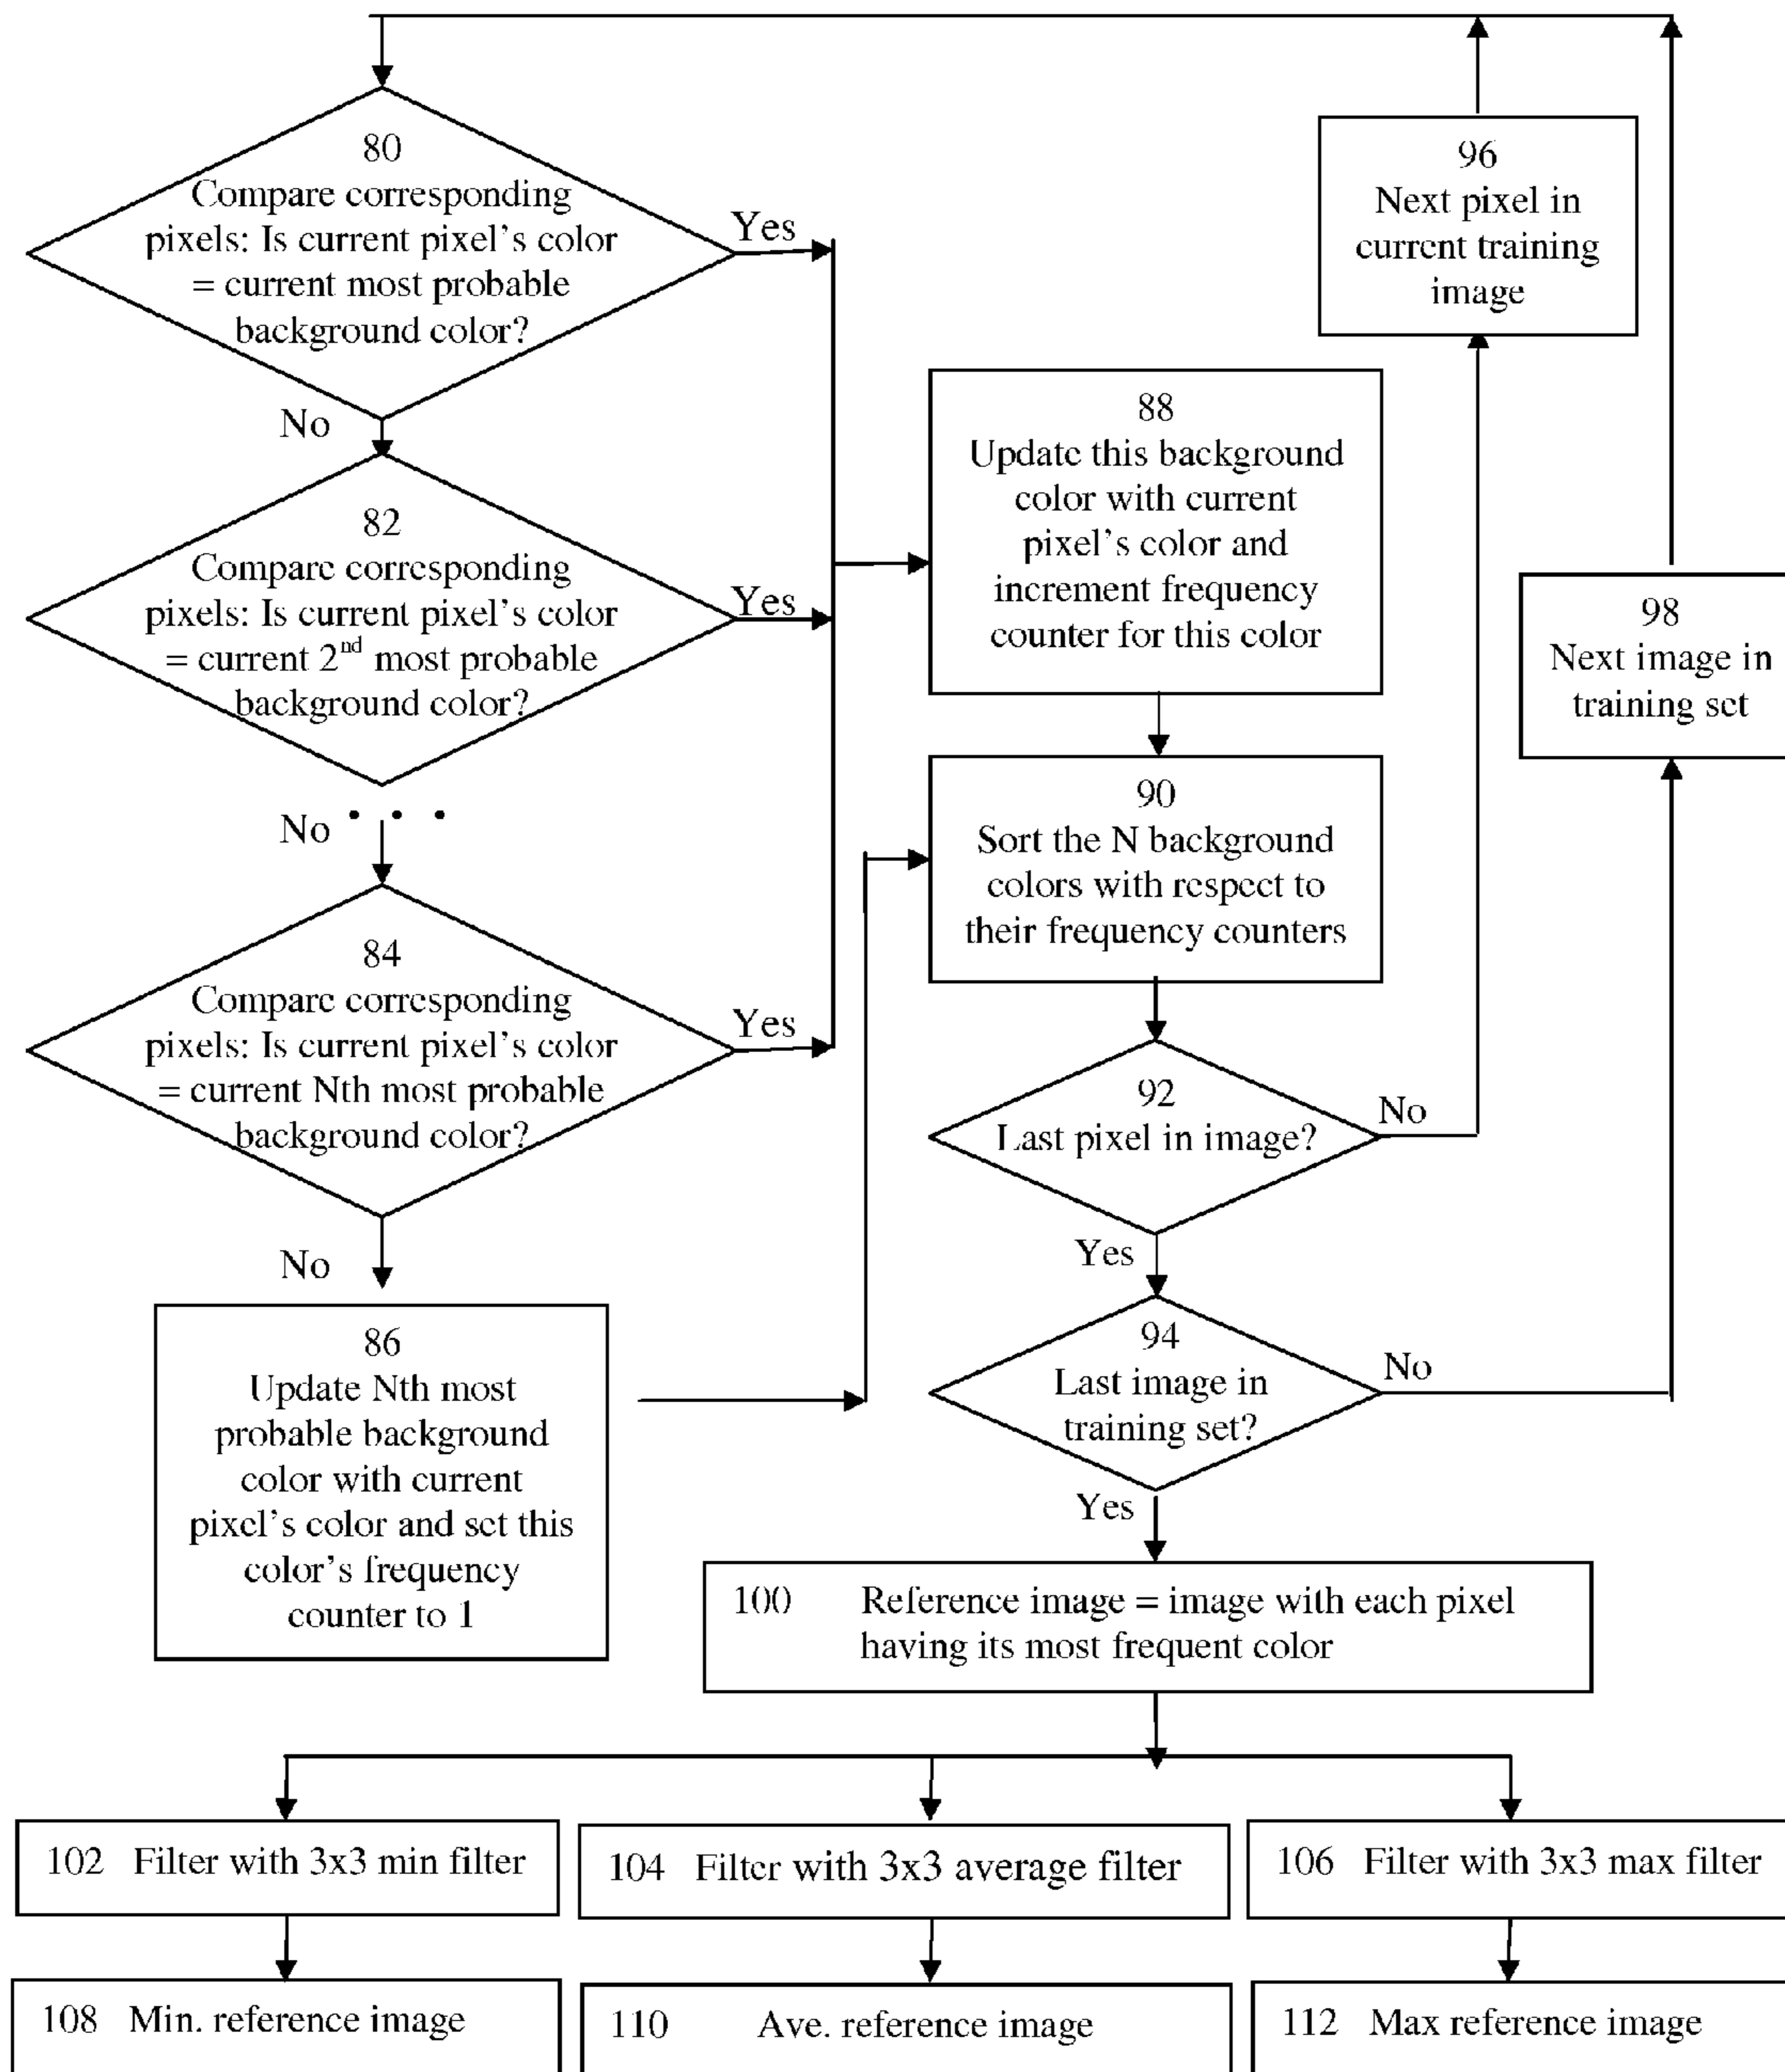 80
Compare corresponding
pixels: Is current pixel's color
= current most probable
background color?
Yes
No
82
Compare corresponding
pixels: Is current pixel's color
= current 2nd most probable
background color?
Yes
No . . .
84
Compare corresponding
pixels: Is current pixel's color
= current Nth most probable
background color?
Yes
No
86
Update Nth most
probable background
color with current
pixel's color and set this
color's frequency
counter to 1
88
Update this background
color with current
pixel's color and
increment frequency
counter for this color
90
Sort the N background
colors with respect to
their frequency counters
92
Last pixel in image?
No
Yes
94
Last image in
training set?
No
Yes
96
Next pixel in
current training
image
98
Next image in
training set
100 Reference image = image with each pixel
having its most frequent color
102 Filter with 3x3 min filter
104 Filter with 3x3 average filter
106 Filter with 3x3 max filter
108 Min. reference image
110 Ave. reference image
112 Max reference image